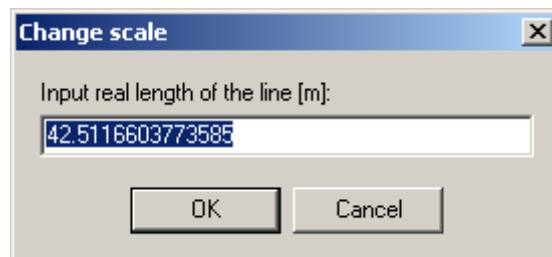 Change scale
Input real length of the line [m]:
42.5116603773585
OK
Cancel